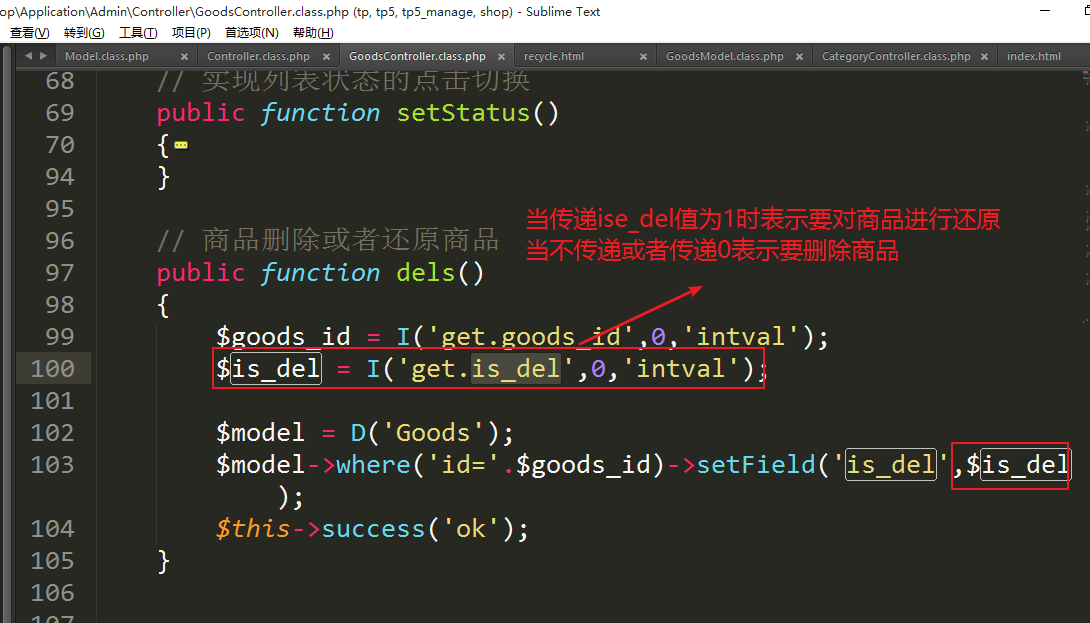 op\Application\Admin\Controller\GoodsController.class.php (tp, tp5, tp5_manage, shop) - Sublime Text
查看(V) 转到(G) 工具(T) 项目(P) 首选项(N) 帮助(H)
Model.class.php × Controller.class.php × GoodsController.class.php × recycle.html × GoodsModel.class.php × CategoryController.class.php × index.html
68 // 实现列表状态的点击切换
69 public function setStatus()
70 {
94 }
95
当传递ise_del值为1时表示要对商品进行还原
96 // 商品删除或者还原商品
当不传递或者传递0表示要删除商品
97 public function dels()
98 {
99 $goods_id = I('get.goods_id',0,'intval');
100 $is_del = I('get.is_del',0,'intval');
101
102 $model = D('Goods');
103 $model->where('id='.$goods_id)->setField('is_del',$is_del
);
104 $this->success('ok');
105 }
106
107